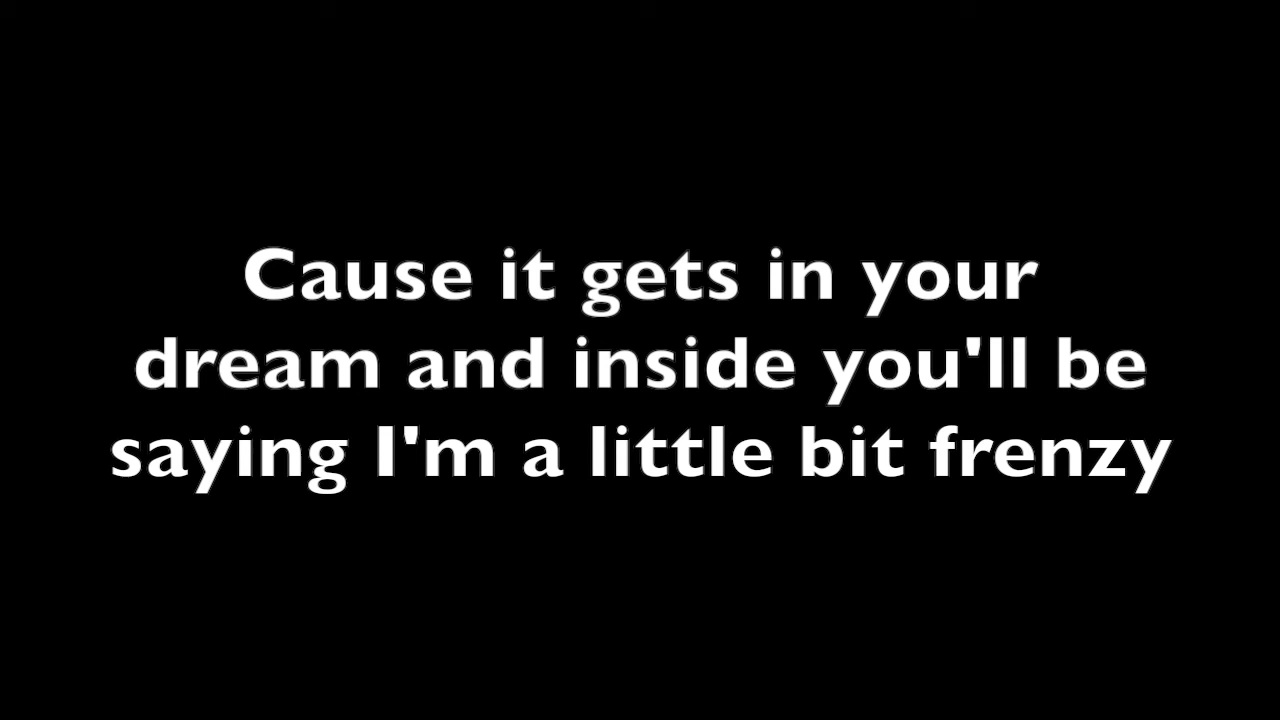 Cause it gets in your
dream and inside you'll be
saying I'm a little bit frenzy